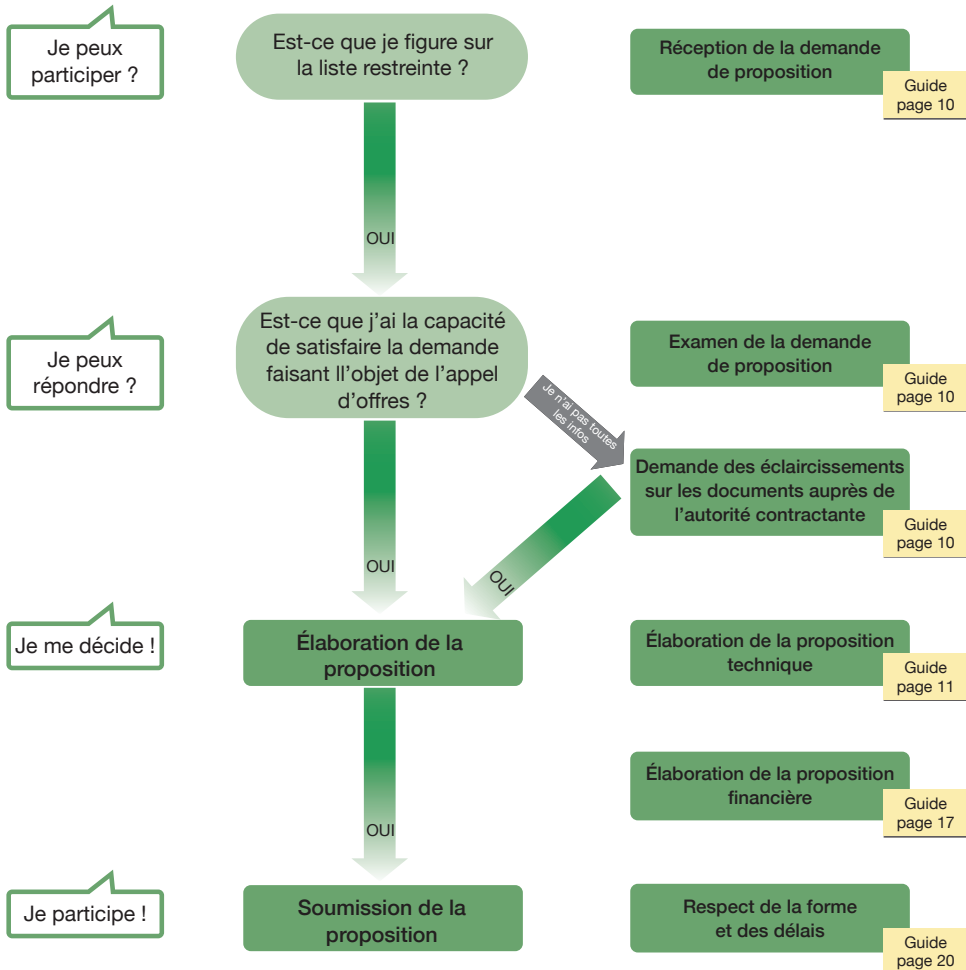 Je peux
participer ?
Est-ce que je figure sur
la liste restreinte ?
Réception de la demande
de proposition
Guide
page 10
OUI
Je peux
répondre ?
Est-ce que j’ai la capacité
de satisfaire la demande
faisant ll’objet de l’appel
d’offres ?
Examen de la demande
de proposition
Guide
page 10
Je n’ai pas toutes
les infos
Demande des éclaircissements
sur les documents auprès de
l’autorité contractante
Guide
page 10
OUI
OUI
Je me décide !
Élaboration de la
proposition
Élaboration de la proposition
technique
Guide
page 11
Élaboration de la proposition
financière
Guide
page 17
OUI
Je participe !
Soumission de la
proposition
Respect de la forme
et des délais
Guide
page 20